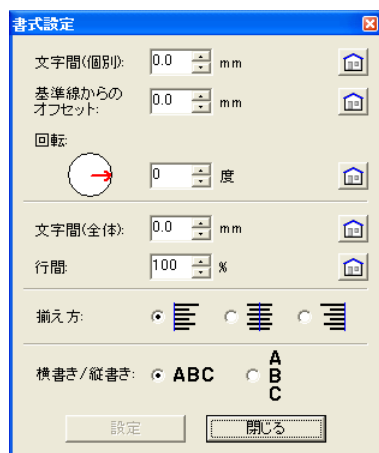 書式設定
文字間(個別): 0.0 mm
基準線からの
オフセット: 0.0 mm
回転:
0 度
文字間(全体): 0.0 mm
行間: 100 %
揃え方:
横書き/縦書き: ABC
A
B
C
設定 閉じる